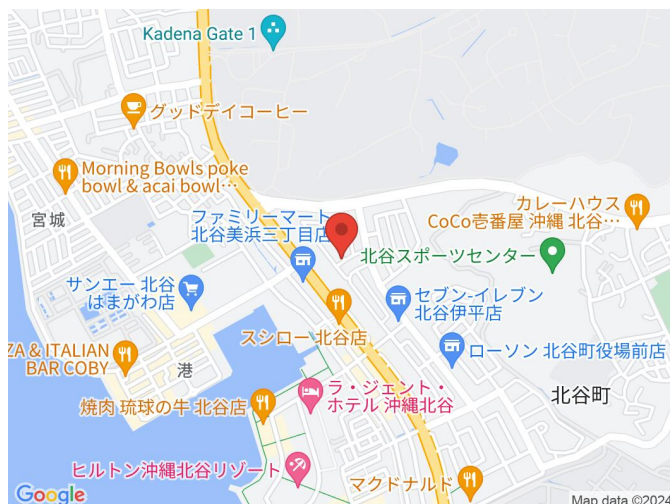 Kadena Gate 1
グッドデイコーヒー
Morning Bowls poke
bowl & acai bowl…
宮城
ファミリーマート
北谷美浜三丁目店
カレーハウス
CoCo壱番屋 沖縄 北谷…
北谷スポーツセンター
サンエー 北谷
はまがわ店
セブン-イレブン
北谷伊平店
スシロー 北谷店
ローソン 北谷町役場前店
ZA & ITALIAN
BAR COBY
港
ラ・ジェント・
ホテル 沖縄北谷
北谷町
焼肉 琉球の牛 北谷店
ヒルトン沖縄北谷リゾート
マクドナルド
Google
Map data ©2024